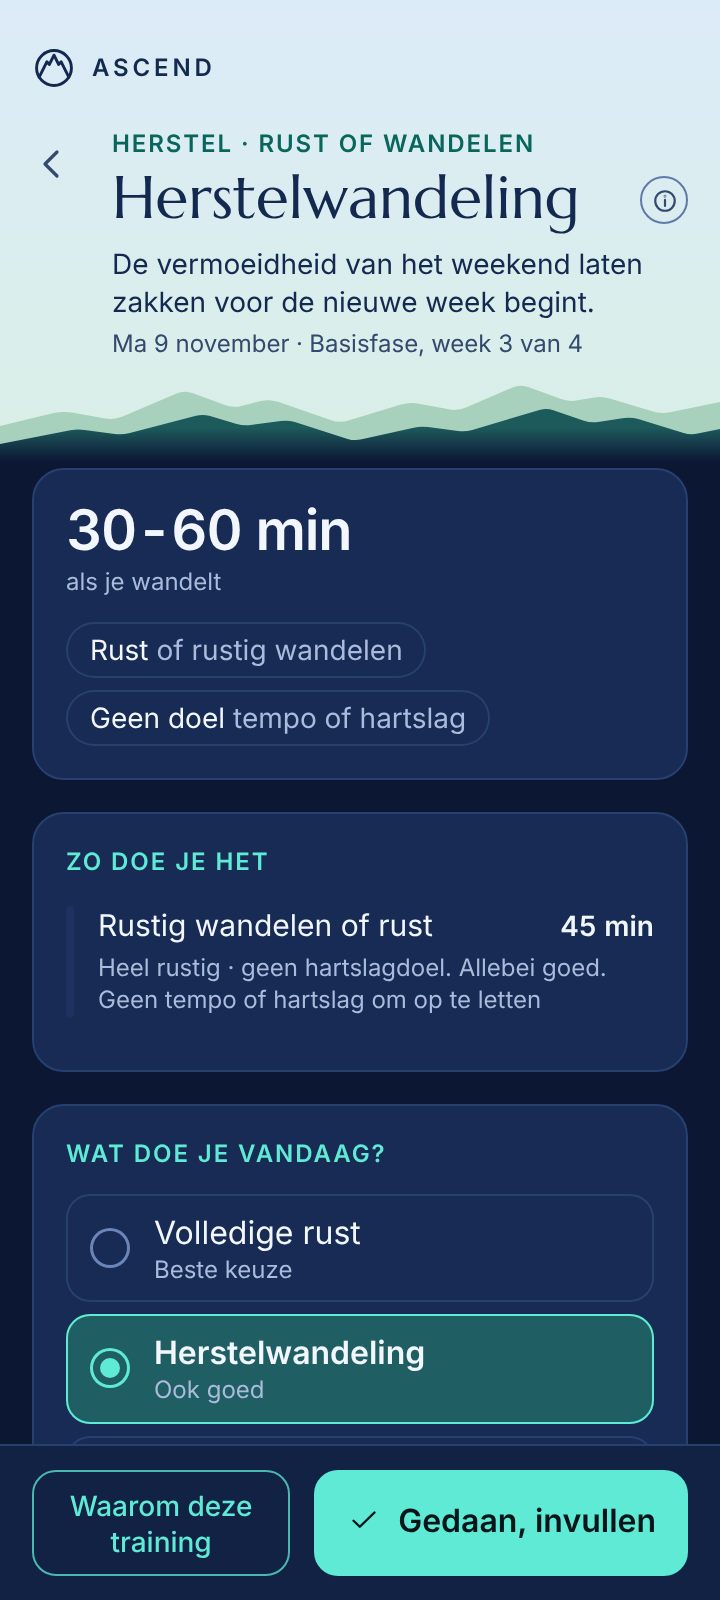 ASCEND
HERSTEL · RUST OF WANDELEN
Herstelwandeling
De vermoeidheid van het weekend laten
zakken voor de nieuwe week begint.
Ma 9 november · Basisfase, week 3 van 4
30-60 min
als je wandelt
Rust of rustig wandelen
Geen doel tempo of hartslag
ZO DOE JE HET
Rustig wandelen of rust 45 min
Heel rustig · geen hartslagdoel. Allebei goed.
Geen tempo of hartslag om op te letten
WAT DOE JE VANDAAG?
Volledige rust
Beste keuze
Herstelwandeling
Ook goed
Waarom deze
training
Gedaan, invullen